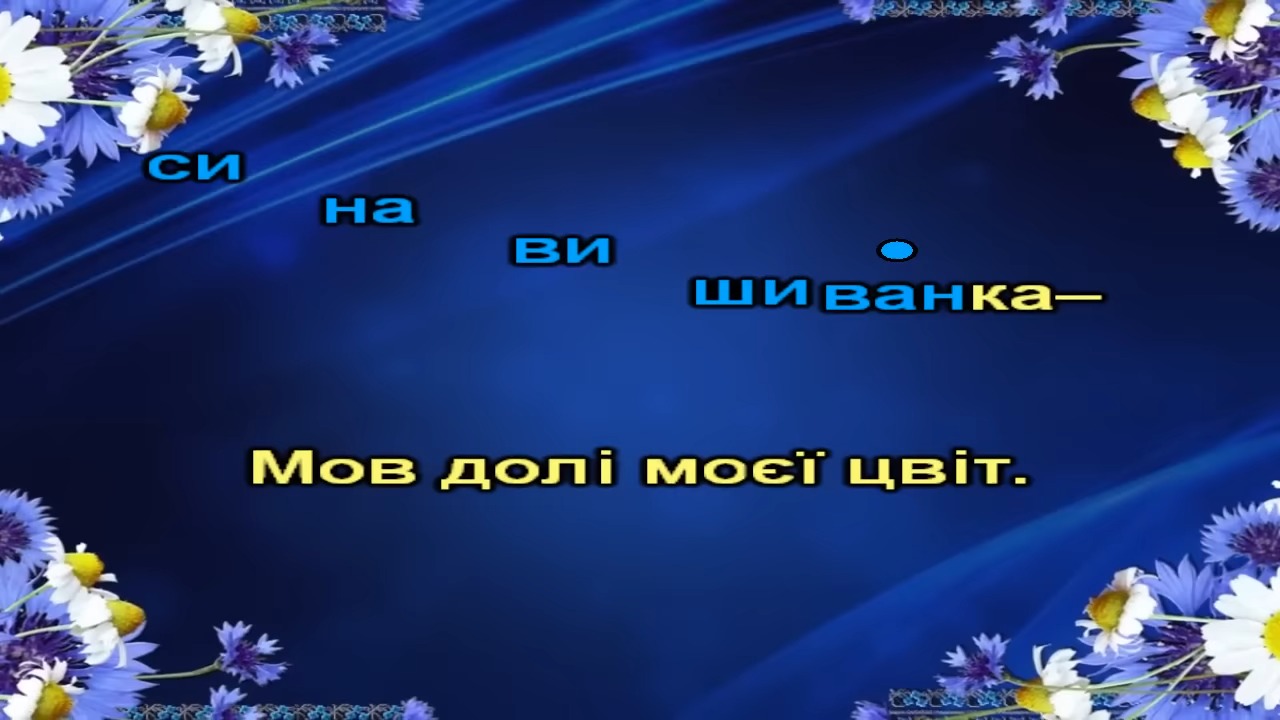 си
на
ви
ши ванка–
Мов долі моєї цвіт.